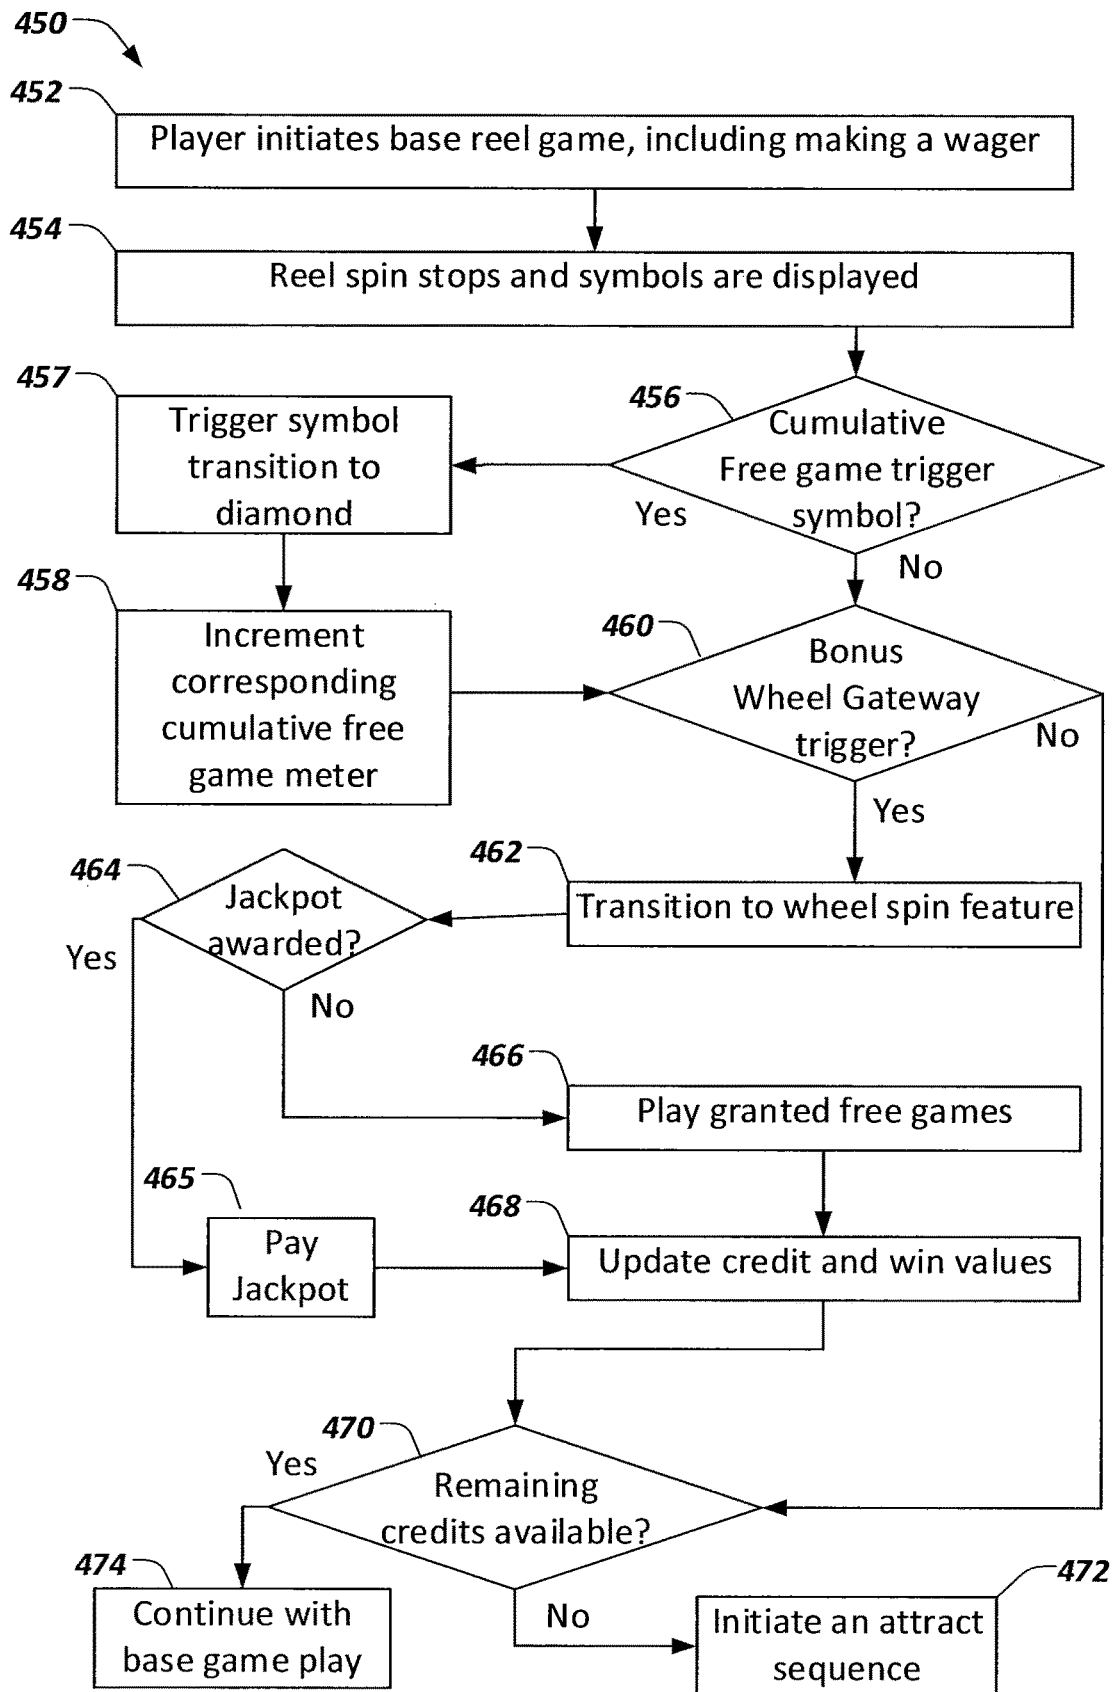 450
452
Player initiates base reel game, including making a wager
454
Reel spin stops and symbols are displayed
457
Trigger symbol
transition to
diamond
456
Cumulative
Free game trigger
symbol?
Yes
No
458
Increment
corresponding
cumulative free
game meter
460
Bonus
Wheel Gateway
trigger?
No
Yes
464
Jackpot
awarded?
Yes
No
462
Transition to wheel spin feature
466
Play granted free games
465
Pay
Jackpot
468
Update credit and win values
470
Remaining
credits available?
Yes
No
474
Continue with
base game play
472
Initiate an attract
sequence